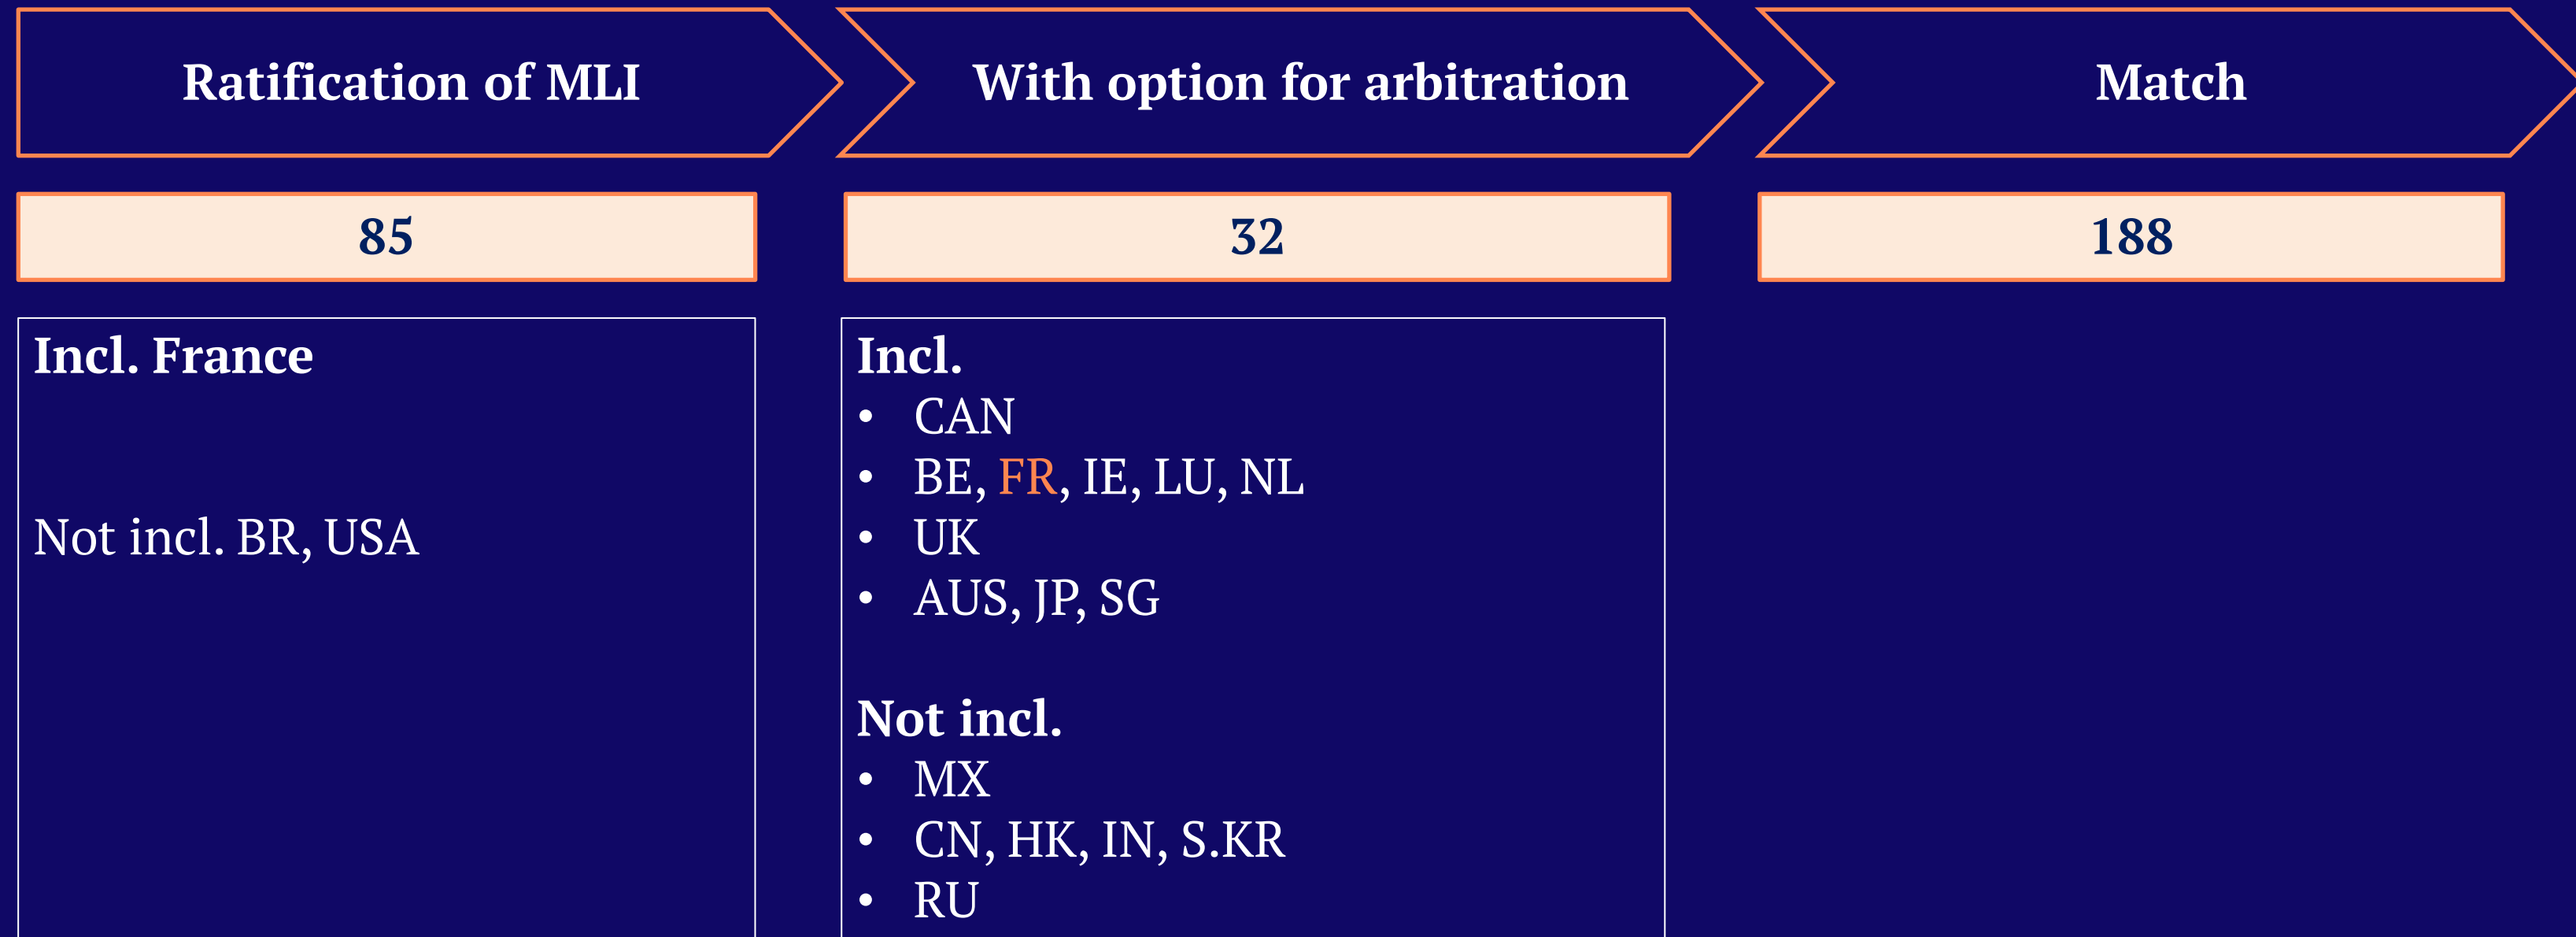 Ratification of MLI
With option for arbitration
Match
85
32
188
Incl. France
Not incl. BR, USA
Incl.
• CAN
• BE, FR, IE, LU, NL
• UK
• AUS, JP, SG
Not incl.
• MX
• CN, HK, IN, S.KR
• RU